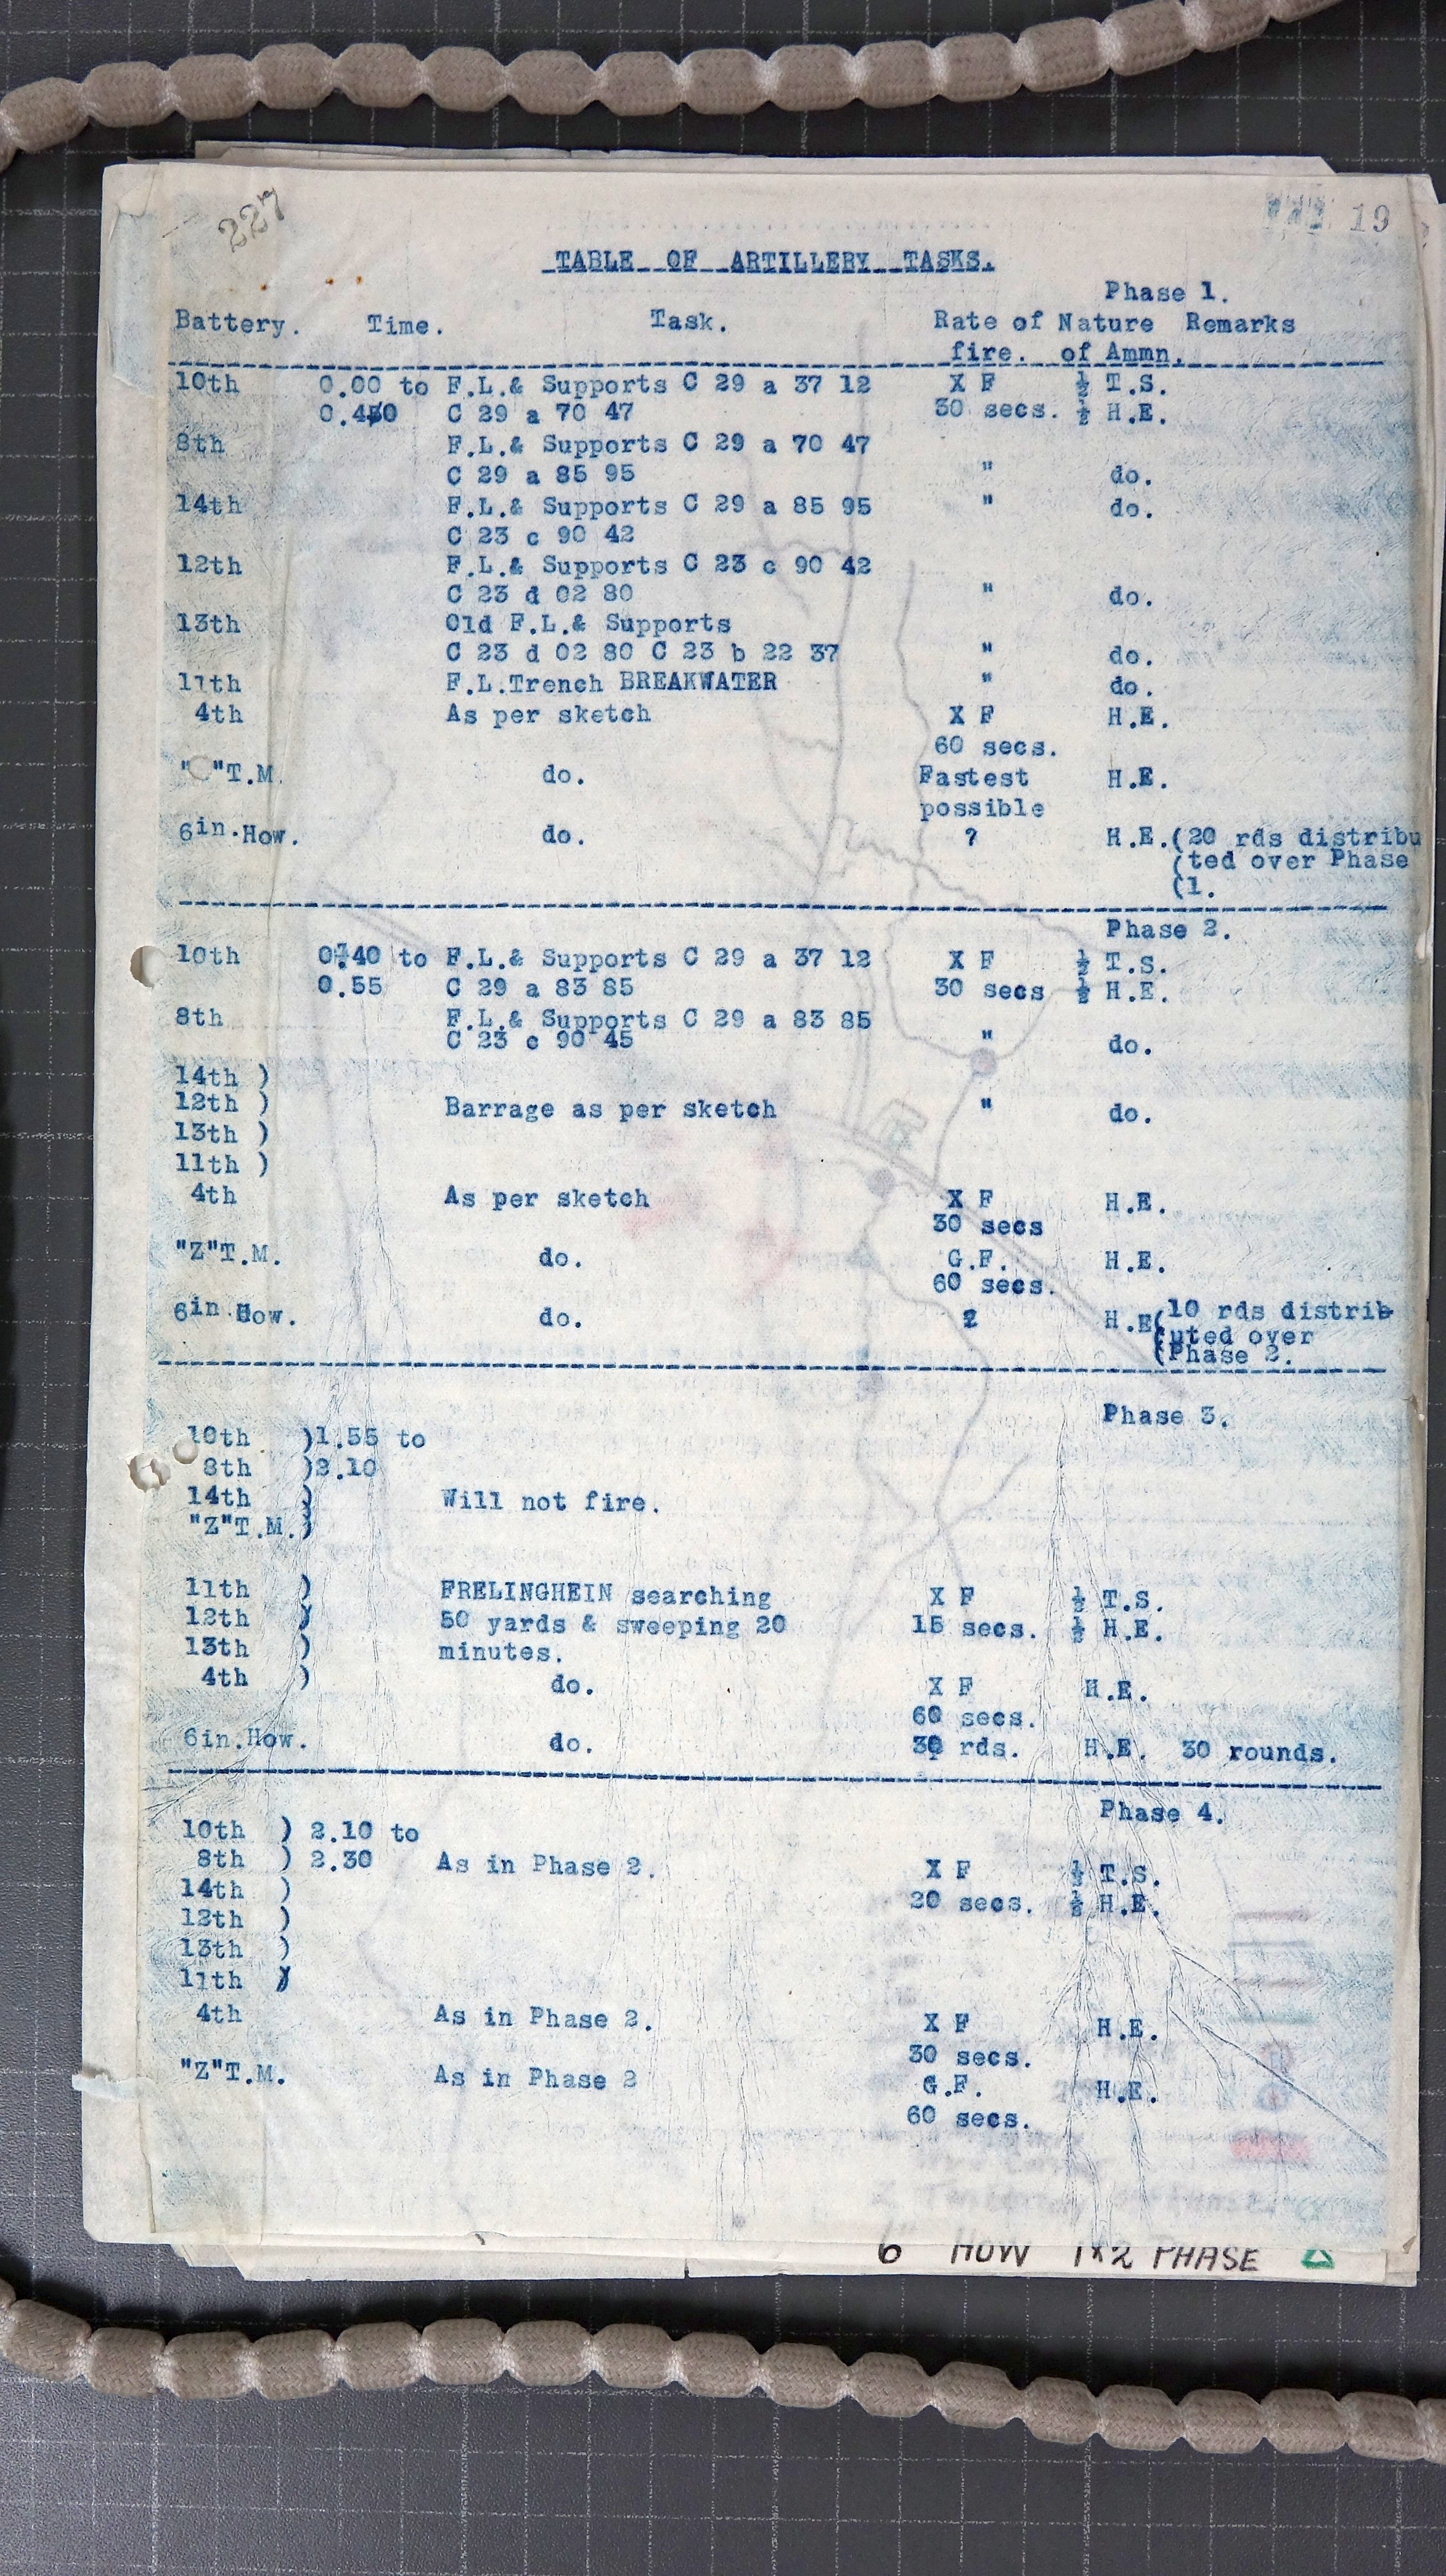 227
19
TABLE OF ARTILLERY TASKS.
Phase 1.
Battery. Time. Task. Rate of Nature Remarks
fire. of Ammn.
10th 0.00 to F.L.& Supports C 29 a 37 12 X F ½ T.S.
0.40 C 29 a 70 47 30 secs. ½ H.E.
8th F.L.& Supports C 29 a 70 47
C 29 a 85 95 " do.
14th F.L.& Supports C 29 a 85 95 " do.
C 23 c 90 42
12th F.L.& Supports C 23 c 90 42
C 23 d 02 80 " do.
13th Old F.L.& Supports
C 23 d 02 80 C 23 b 22 37 " do.
11th F.L.Trench BREAKWATER " do.
4th As per sketch X F H.E.
60 secs.
" "T.M. do. Fastest H.E.
possible
6in.How. do. ? H.E.(20 rds distribu
(ted over Phase
(1.
Phase 2.
10th 0.40 to F.L.& Supports C 29 a 37 12 X F ½ T.S.
0.55 C 29 a 83 85 30 secs ½ H.E.
8th F.L.& Supports C 29 a 83 85
C 23 c 90 45 " do.
14th )
12th ) Barrage as per sketch " do.
13th )
11th )
4th As per sketch X F H.E.
30 secs
"Z"T.M. do. G.F. H.E.
60 secs.
6in.How. do. H.E(10 rds distrib
(uted over
(Phase 2.
Phase 3.
10th )1.55 to
8th )2.10
14th ) Will not fire.
"Z"T.M.)
11th ) FRELINGHEIN searching X F ½ T.S.
12th ) 50 yards & sweeping 20 15 secs. ½ H.E.
13th ) minutes.
4th ) do. X F H.E.
60 secs.
6in.How. do. 30 rds. H.E. 30 rounds.
Phase 4.
10th ) 2.10 to
8th ) 2.30 As in Phase 2. X F ½ T.S.
14th ) 20 secs. ½ H.E.
12th )
13th )
11th )
4th As in Phase 2. X F H.E.
30 secs.
"Z"T.M. As in Phase 2 G.F. H.E.
60 secs.
6" HOW 1x2 PHASE